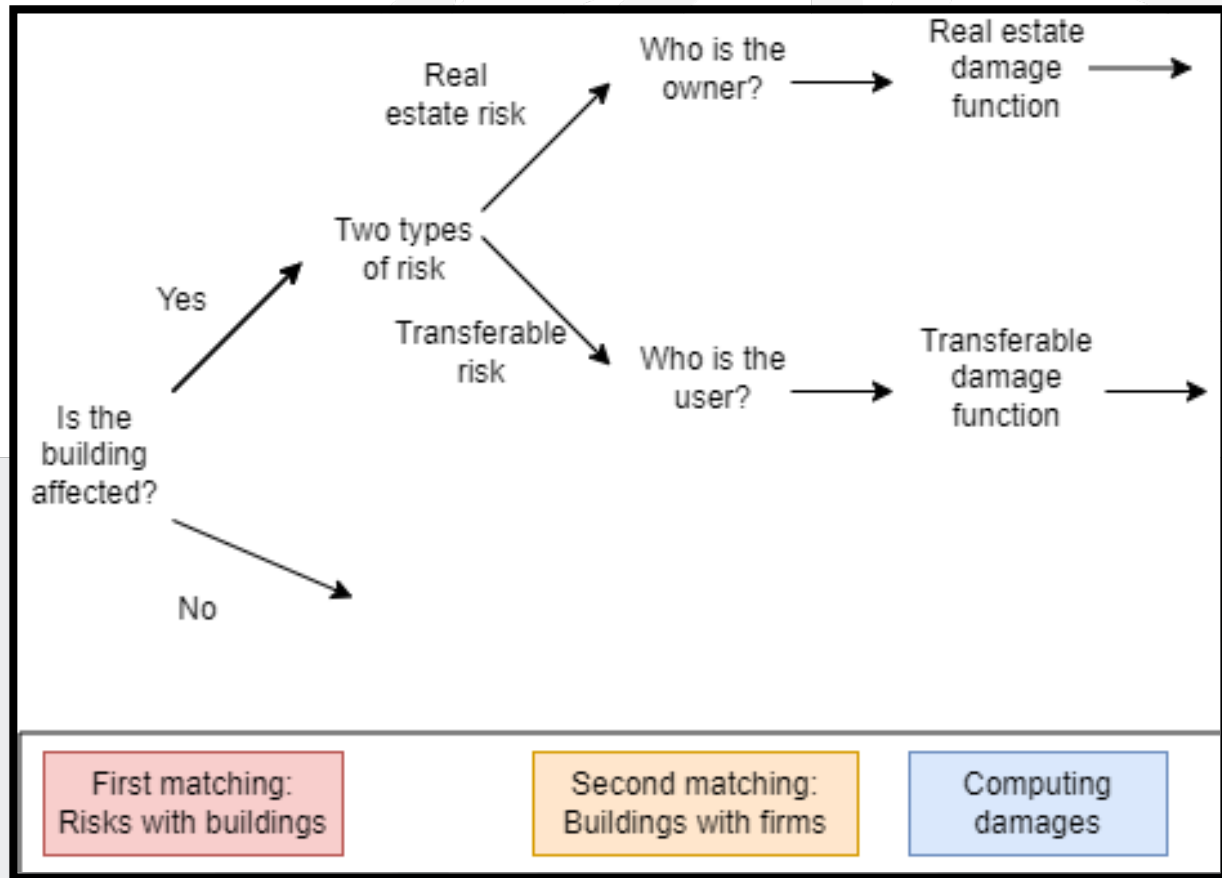 Real estate
damage
function
Who is the
owner?
Real
estate risk
Two types
of risk
Yes
Transferable
risk
Who is the
user?
Transferable
damage
function
Is the
building
affected?
No
First matching:
Risks with buildings
Second matching:
Buildings with firms
Computing
damages